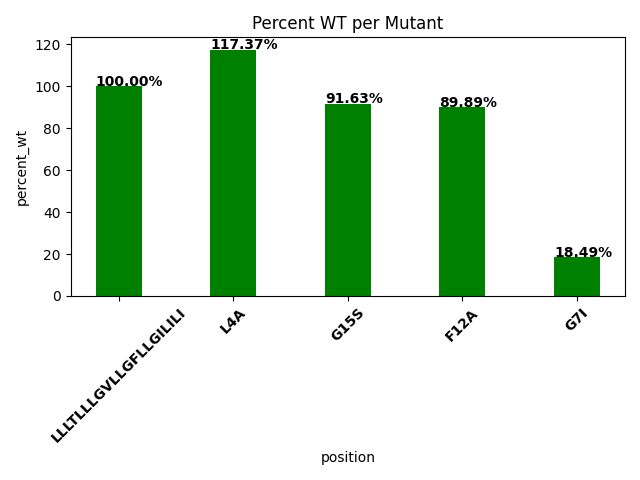 Percent WT per Mutant
percent_wt
120
100
80
60
40
20
0
100.00%
117.37%
91.63%
89.89%
18.49%
LLLTLLLGVLLGFLLGILILI
L4A
G15S
F12A
G7I
position